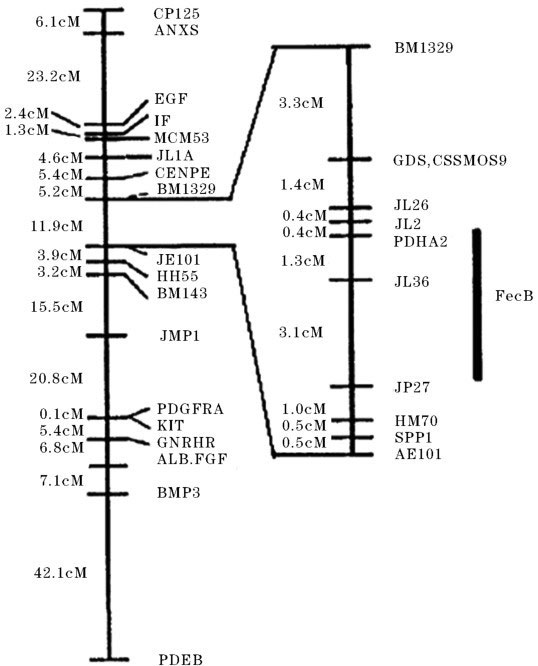 CP125
6.1cM
ANXS
23.2cM
EGF
2.4cM
IF
1.3cM
MCM53
4.6cM
JL1A
5.4cM
CENPE
5.2cM
BM1329
11.9cM
3.9cM
JE101
3.2cM
HH55
BM143
15.5cM
JMP1
20.8cM
PDGFRA
0.1cM
KIT
5.4cM
GNRHR
6.8cM
ALB.FGF
7.1cM
BMP3
42.1cM
PDEB
BM1329
3.3cM
GDS,CSSMOS9
1.4cM
JL26
0.4cM
JL2
0.4cM
PDHA2
1.3cM
JL36
FecB
3.1cM
JP27
1.0cM
HM70
0.5cM
SPP1
0.5cM
AE101